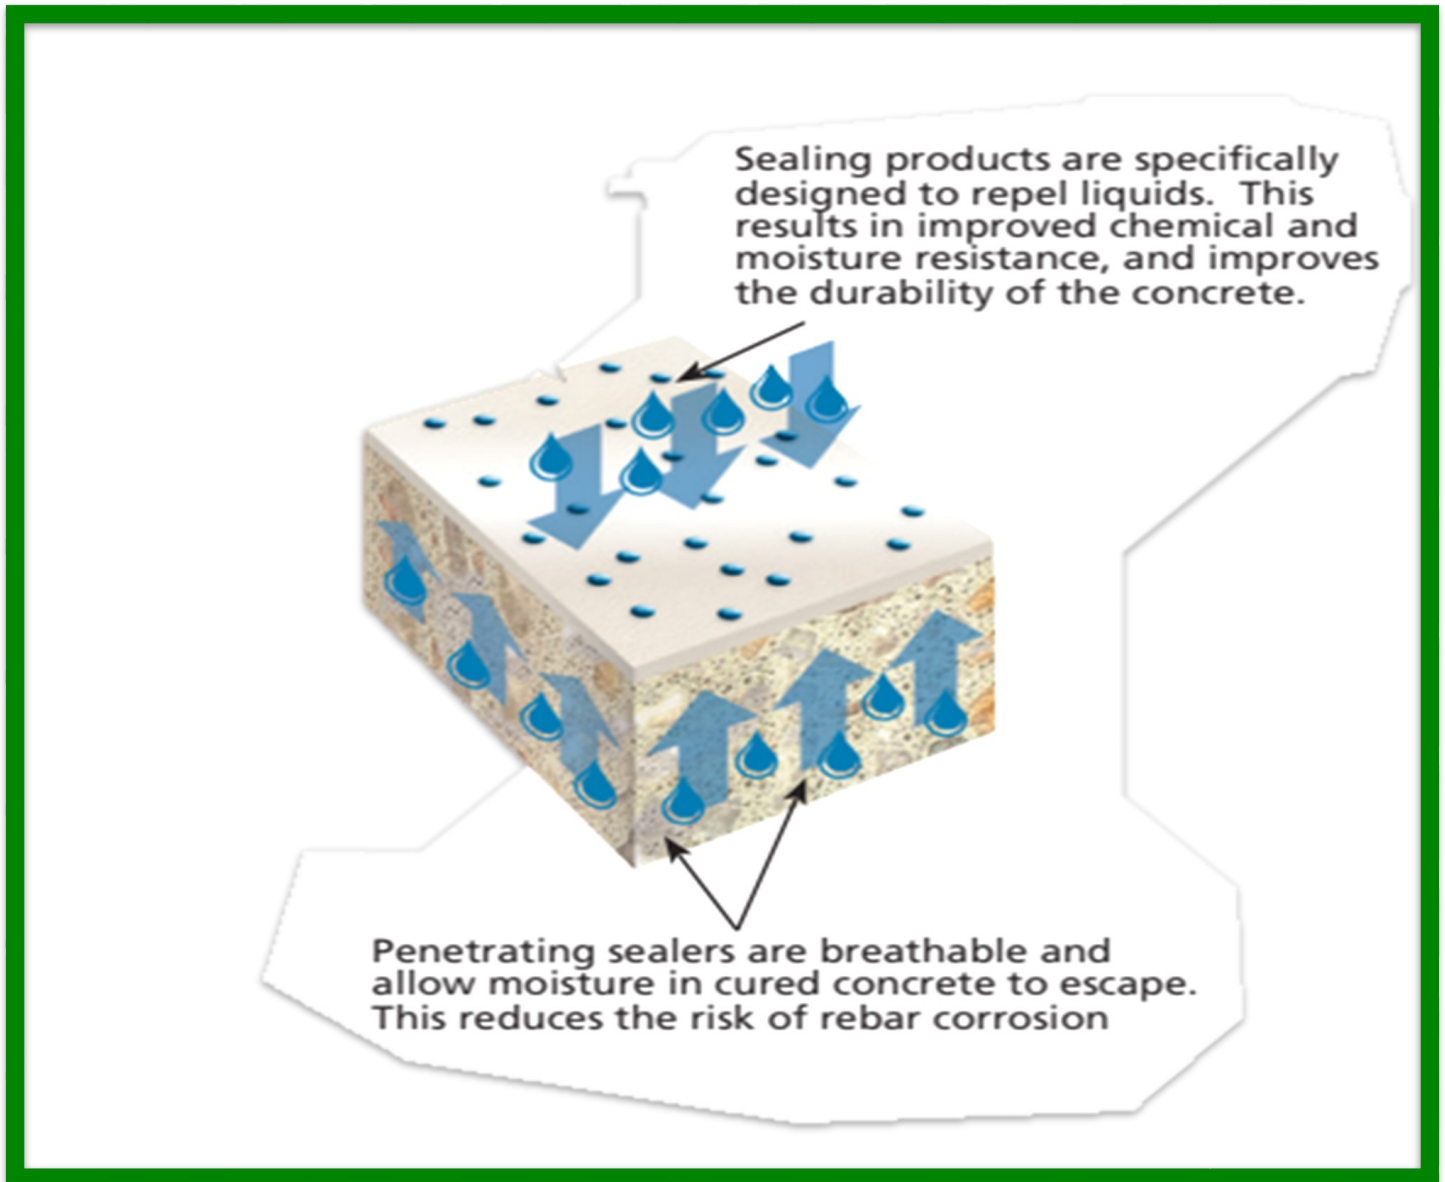 Sealing products are specifically
designed to repel liquids.  This
results in improved chemical and
moisture resistance, and improves
the durability of the concrete.
Penetrating sealers are breathable and
allow moisture in cured concrete to escape.
This reduces the risk of rebar corrosion